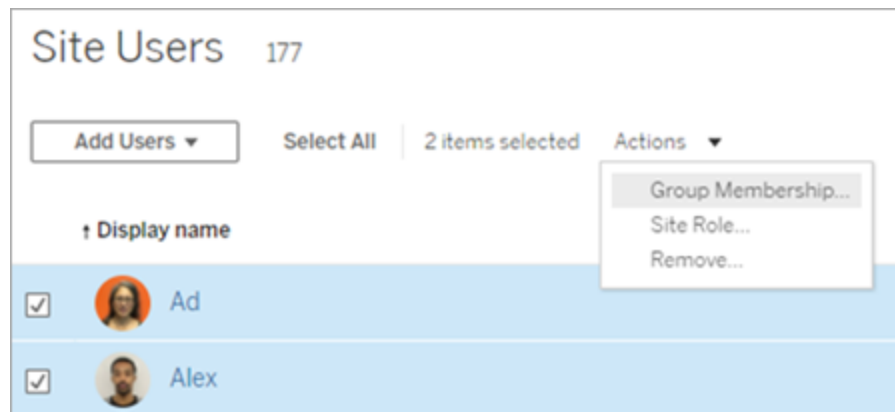 Site Users 177
Add Users Select All 2 items selected Actions
Group Membership...
Site Role...
Remove...
Display name
Ad
Alex